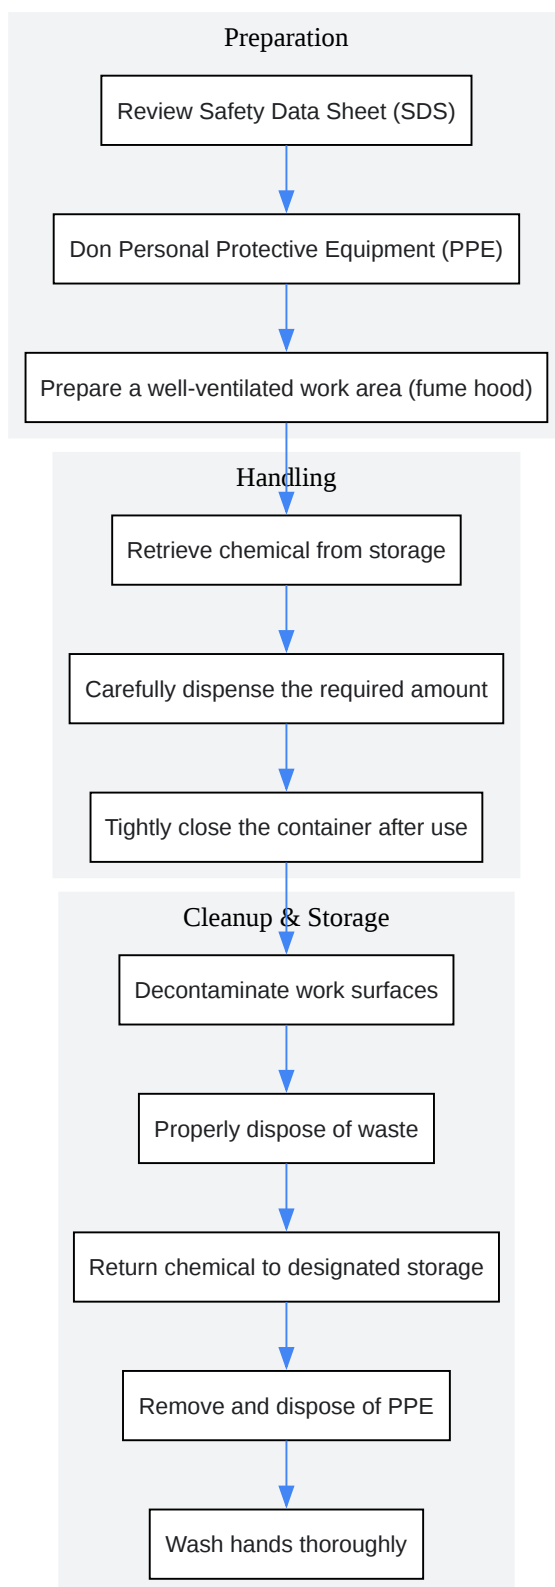 Preparation
Review Safety Data Sheet (SDS)
Don Personal Protective Equipment (PPE)
Prepare a well-ventilated work area (fume hood)
Handling
Retrieve chemical from storage
Carefully dispense the required amount
Tightly close the container after use
Cleanup & Storage
Decontaminate work surfaces
Properly dispose of waste
Return chemical to designated storage
Remove and dispose of PPE
Wash hands thoroughly